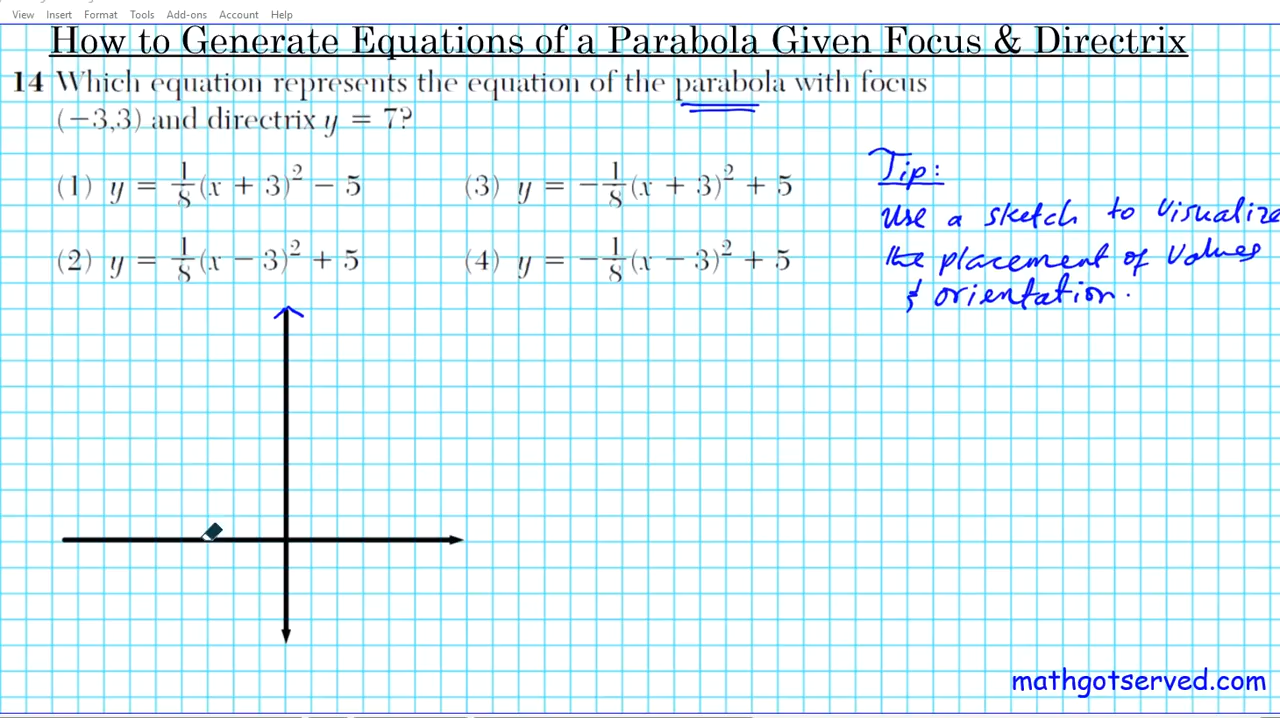 View Insert Format Tools Add-ons Account Help
How to Generate Equations of a Parabola Given Focus & Directrix
14 Which equation represents the equation of the parabola with focus
(−3,3) and directrix y = 7?
(1) y = 1/8(x + 3)² − 5
(3) y = −1/8(x + 3)² + 5
(2) y = 1/8(x − 3)² + 5
(4) y = −1/8(x − 3)² + 5
Tip:
Use a sketch to visualize
the placement of values
& orientation.
mathgotserved.com